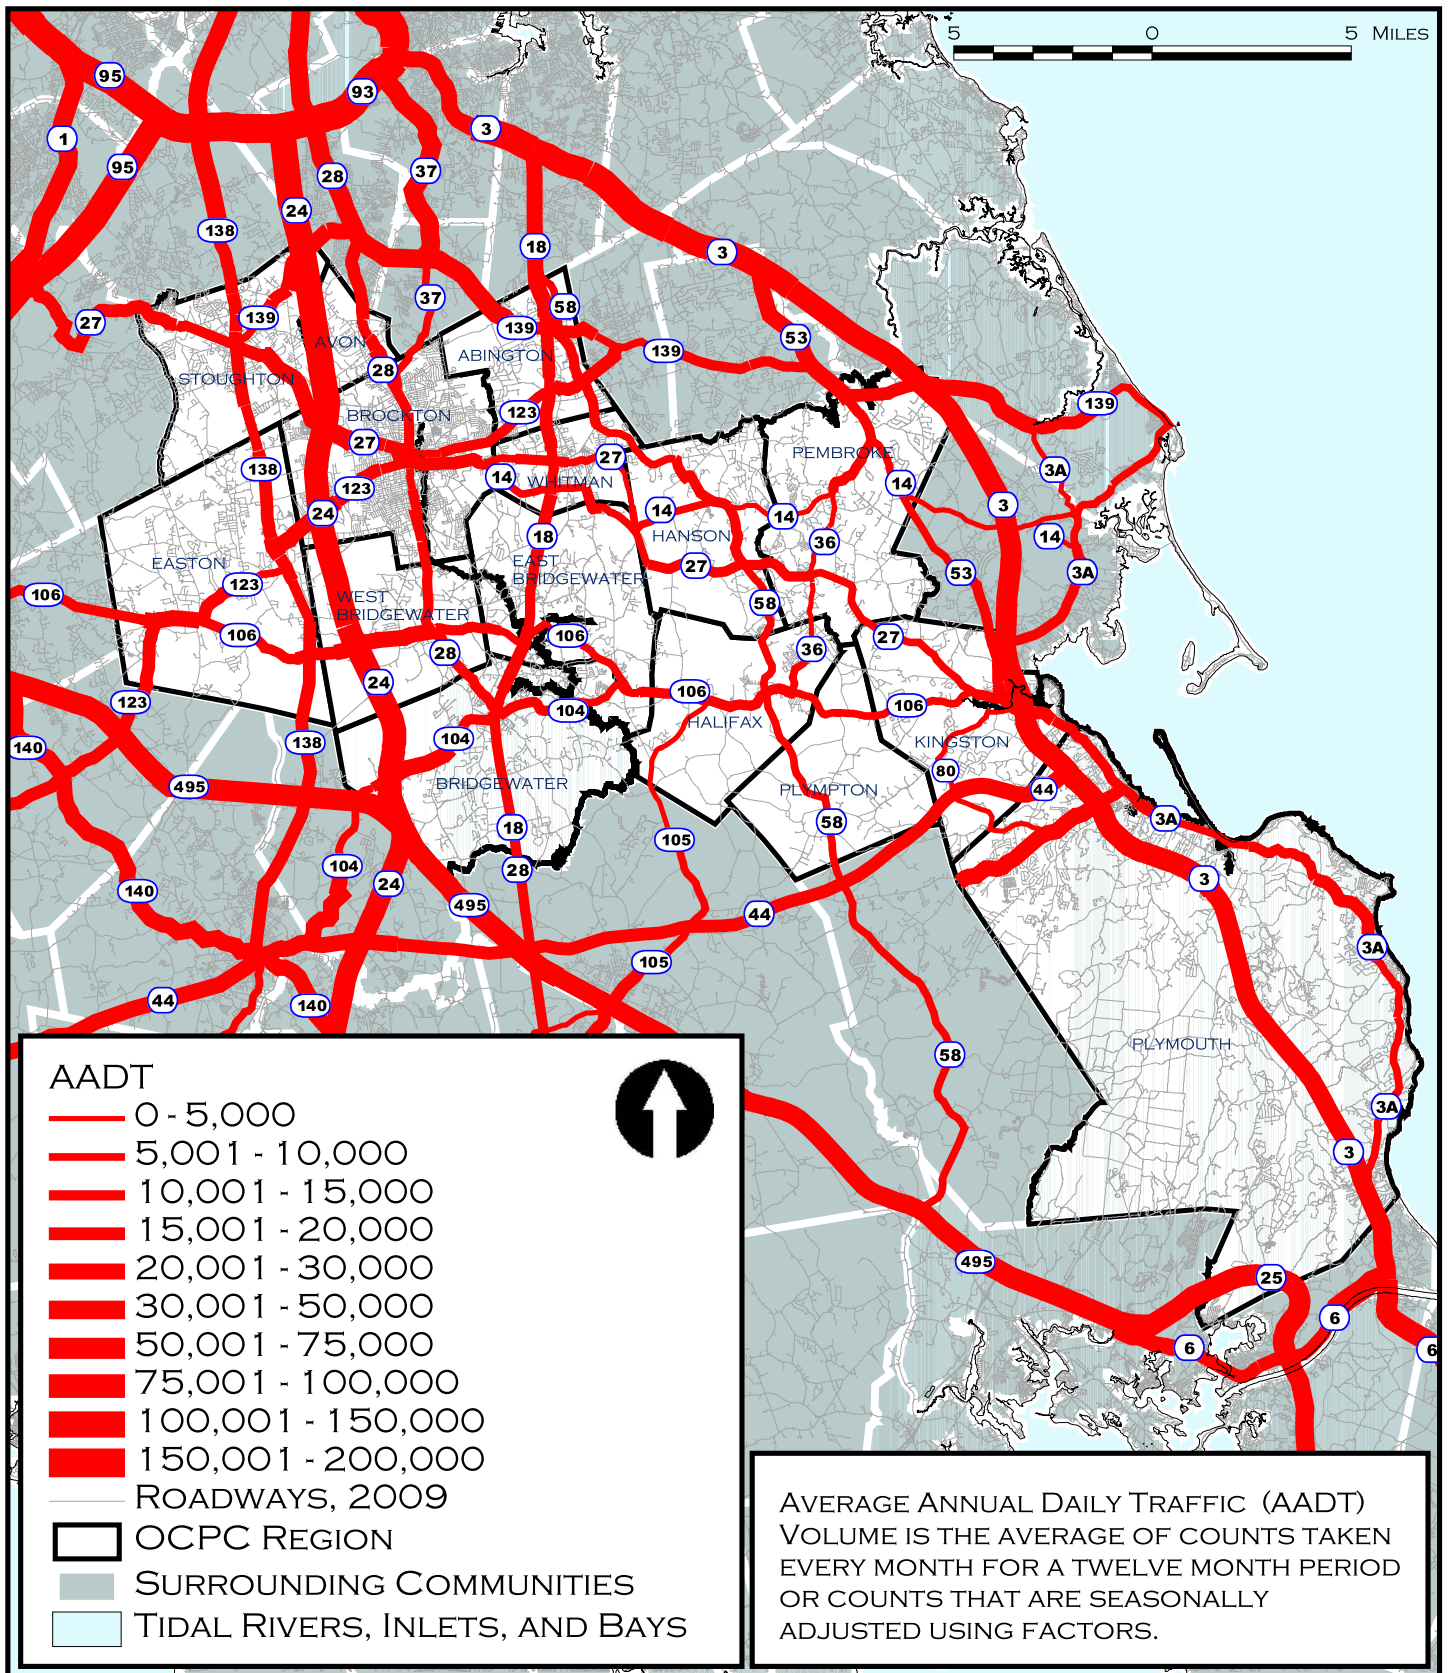 5 0 5 MILES
95
93
1
3
95
37
28
24
138
18
3
37
58
139
27
139
53
139
AVON
ABINGTON
28
STOUGHTON
139
123
BROCKTON
27
PEMBROKE
27
138
3A
14
WHITMAN
14
123
3
14
24
14
HANSON
18
14
36
EASTON
EAST
BRIDGEWATER
27
53
3A
123
106
WEST
BRIDGEWATER
58
106
106
27
28
36
24
106
123
104
106
HALIFAX
104
138
KINGSTON
140
80
BRIDGEWATER
495
PLYMPTON
44
58
3A
18
105
104
28
24
3
140
495
44
3A
105
44
140
PLYMOUTH
58
3A
3
495
25
6
6
6
AADT
0 - 5,000
5,001 - 10,000
10,001 - 15,000
15,001 - 20,000
20,001 - 30,000
30,001 - 50,000
50,001 - 75,000
75,001 - 100,000
100,001 - 150,000
150,001 - 200,000
ROADWAYS, 2009
OCPC REGION
SURROUNDING COMMUNITIES
TIDAL RIVERS, INLETS, AND BAYS
AVERAGE ANNUAL DAILY TRAFFIC (AADT)
VOLUME IS THE AVERAGE OF COUNTS TAKEN
EVERY MONTH FOR A TWELVE MONTH PERIOD
OR COUNTS THAT ARE SEASONALLY
ADJUSTED USING FACTORS.